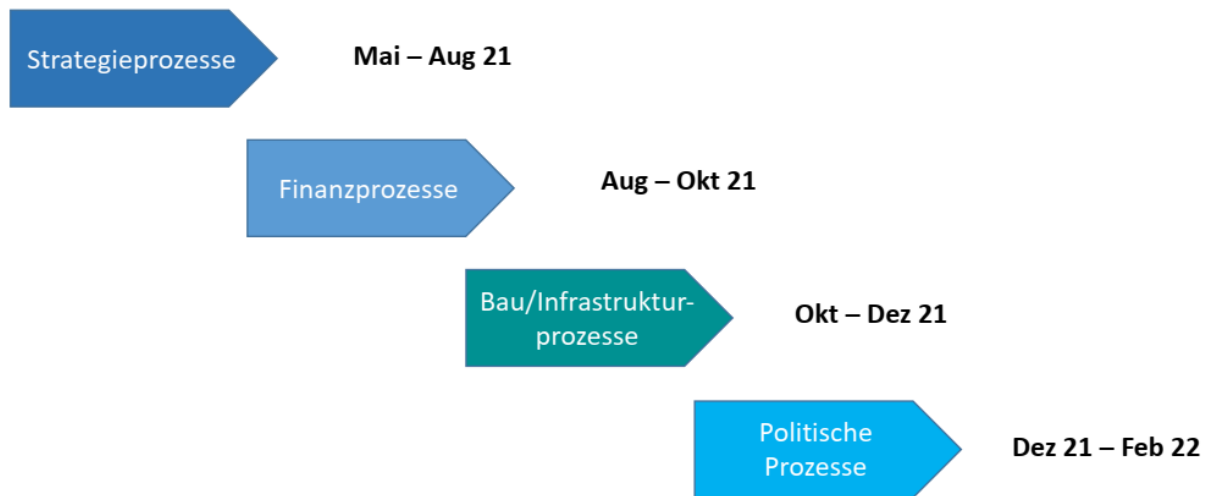 Strategieprozesse
Mai – Aug 21
Finanzprozesse
Aug – Okt 21
Bau/Infrastruktur-
prozesse
Okt – Dez 21
Politische
Prozesse
Dez 21 – Feb 22